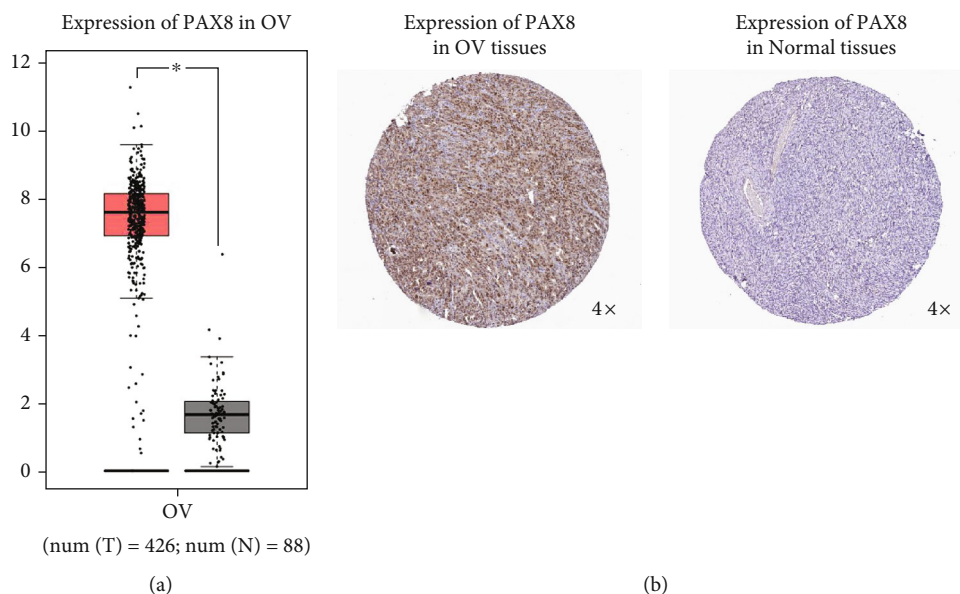 Expression of PAX8 in OV
12
10
8
6
4
2
0
*
OV
(num (T) = 426; num (N) = 88)
(a)
Expression of PAX8
in OV tissues
4×
Expression of PAX8
in Normal tissues
4×
(b)